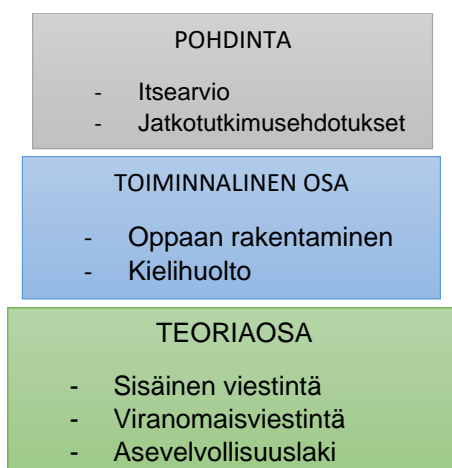 POHDINTA
- Itsearvio
- Jatkotutkimusehdotukset
TOIMINNALINEN OSA
- Oppaan rakentaminen
- Kielihuolto
TEORIAOSA
- Sisäinen viestintä
- Viranomaisviestintä
- Asevelvollisuuslaki